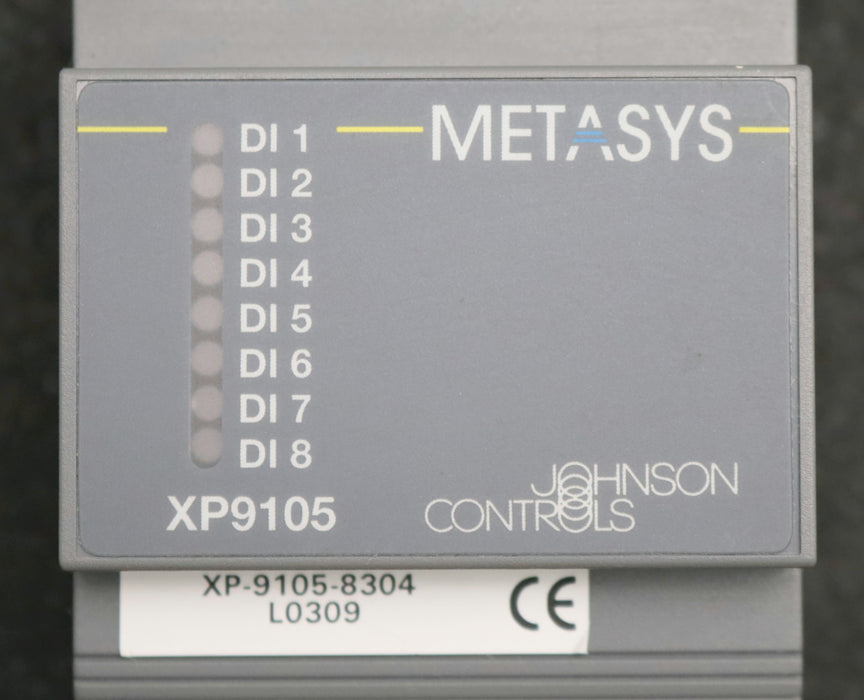 METASYS
DI 1
DI 2
DI 3
DI 4
DI 5
DI 6
DI 7
DI 8
XP9105
JOHNSON
CONTROLS
XP-9105-8304
L0309
CE